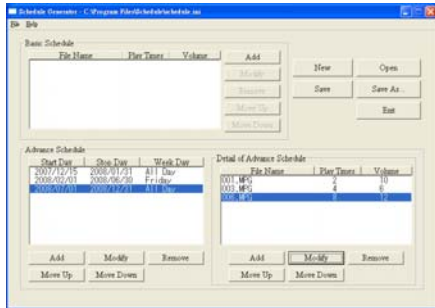 Schedule Generator - C:\Program Files\Schedule\schedule.ini
File Help
Basic Schedule
File Name Play Times Volume
Add
Modify
Remove
Move Up
Move Down
New Open
Save Save As..
Exit
Advance Schedule
Start Day Stop Day Week Day
2007/12/15 2008/01/31 All Day
2008/02/01 2008/06/30 Friday
2008/07/01 2008/12/21 All Day
Add Modify Remove
Move Up Move Down
Detail of Advance Schedule
File Name Play Times Volume
001.MPG 2 10
003.MPG 4 6
006.MPG 8 12
Add Modify Remove
Move Up Move Down